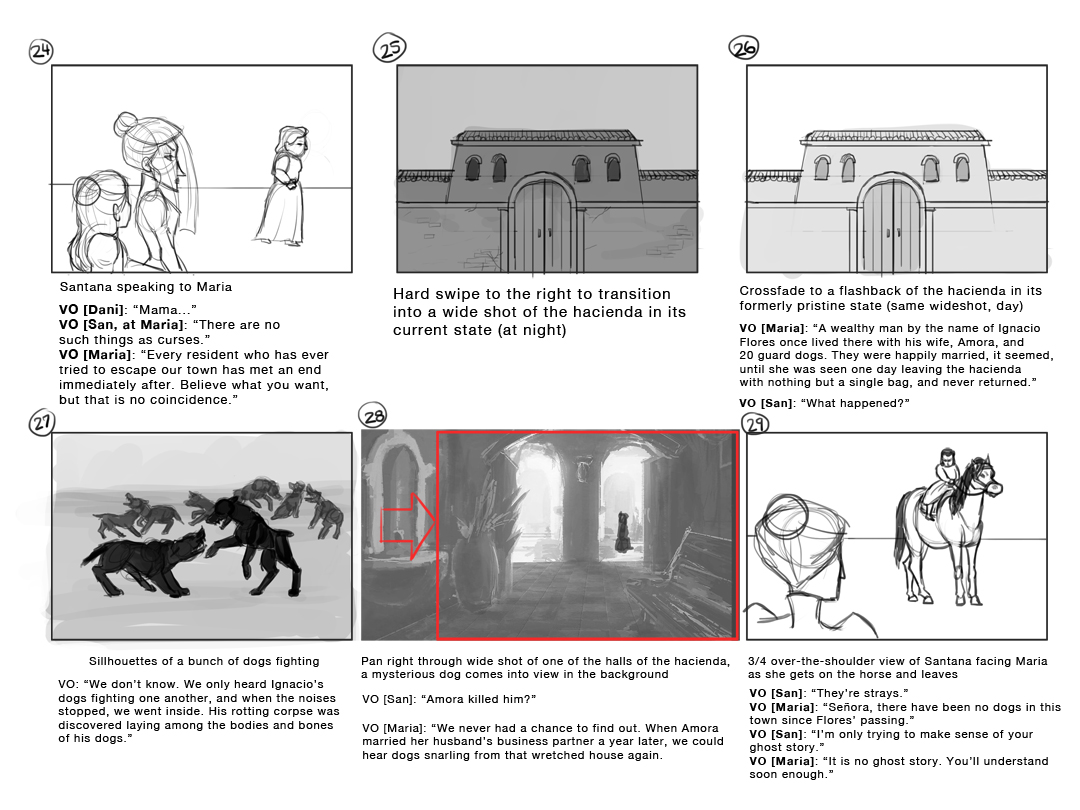 24
Santana speaking to Maria
VO [Dani]: “Mama...”
VO [San, at Maria]: “There are no
such things as curses.”
VO [Maria]: “Every resident who has ever
tried to escape our town has met an end
immediately after. Believe what you want,
but that is no coincidence.”
25
Hard swipe to the right to transition
into a wide shot of the hacienda in its
current state (at night)
26
Crossfade to a flashback of the hacienda in its
formerly pristine state (same wideshot, day)
VO [Maria]: “A wealthy man by the name of Ignacio
Flores once lived there with his wife, Amora, and
20 guard dogs. They were happily married, it seemed,
until she was seen one day leaving the hacienda
with nothing but a single bag, and never returned.”
VO [San]: “What happened?”
27
Sillhouettes of a bunch of dogs fighting
VO: “We don’t know. We only heard Ignacio’s
dogs fighting one another, and when the noises
stopped, we went inside. His rotting corpse was
discovered laying among the bodies and bones
of his dogs.”
28
Pan right through wide shot of one of the halls of the hacienda,
a mysterious dog comes into view in the background
VO [San]: “Amora killed him?”
VO [Maria]: “We never had a chance to find out. When Amora
married her husband’s business partner a year later, we could
hear dogs snarling from that wretched house again.
29
3/4 over-the-shoulder view of Santana facing Maria
as she gets on the horse and leaves
VO [San]: “They’re strays.”
VO [Maria]: “Señora, there have been no dogs in this
town since Flores’ passing.”
VO [San]: “I’m only trying to make sense of your
ghost story.”
VO [Maria]: “It is no ghost story. You’ll understand
soon enough.”